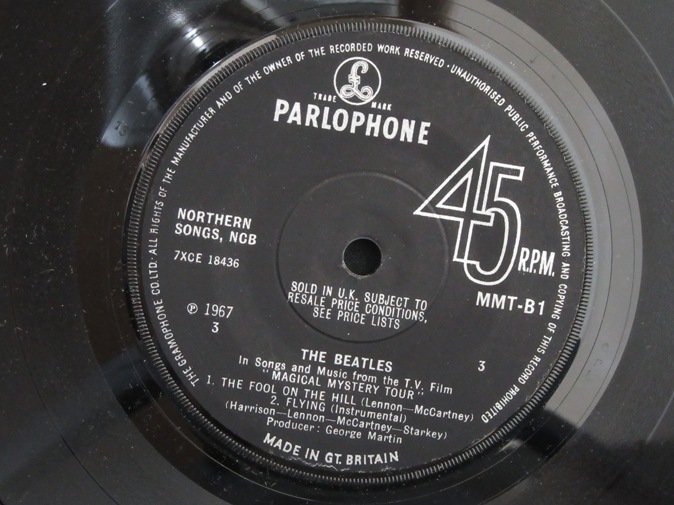 THE GRAMOPHONE CO. LTD. · ALL RIGHTS OF THE MANUFACTURER AND OF THE OWNER OF THE RECORDED WORK RESERVED · UNAUTHORISED PUBLIC PERFORMANCE BROADCASTING AND COPYING OF THIS RECORD PROHIBITED
£
TRADE MARK
PARLOPHONE
45
R.P.M.
NORTHERN
SONGS, NCB
7XCE 18436
MMT-B1
SOLD IN U.K. SUBJECT TO
RESALE PRICE CONDITIONS,
SEE PRICE LISTS
℗ 1967
3
3
THE BEATLES
In Songs and Music from the T.V. Film
"MAGICAL MYSTERY TOUR"
1. THE FOOL ON THE HILL (Lennon—McCartney)
2. FLYING (Instrumental)
(Harrison—Lennon—McCartney—Starkey)
Producer: George Martin
MADE IN GT. BRITAIN